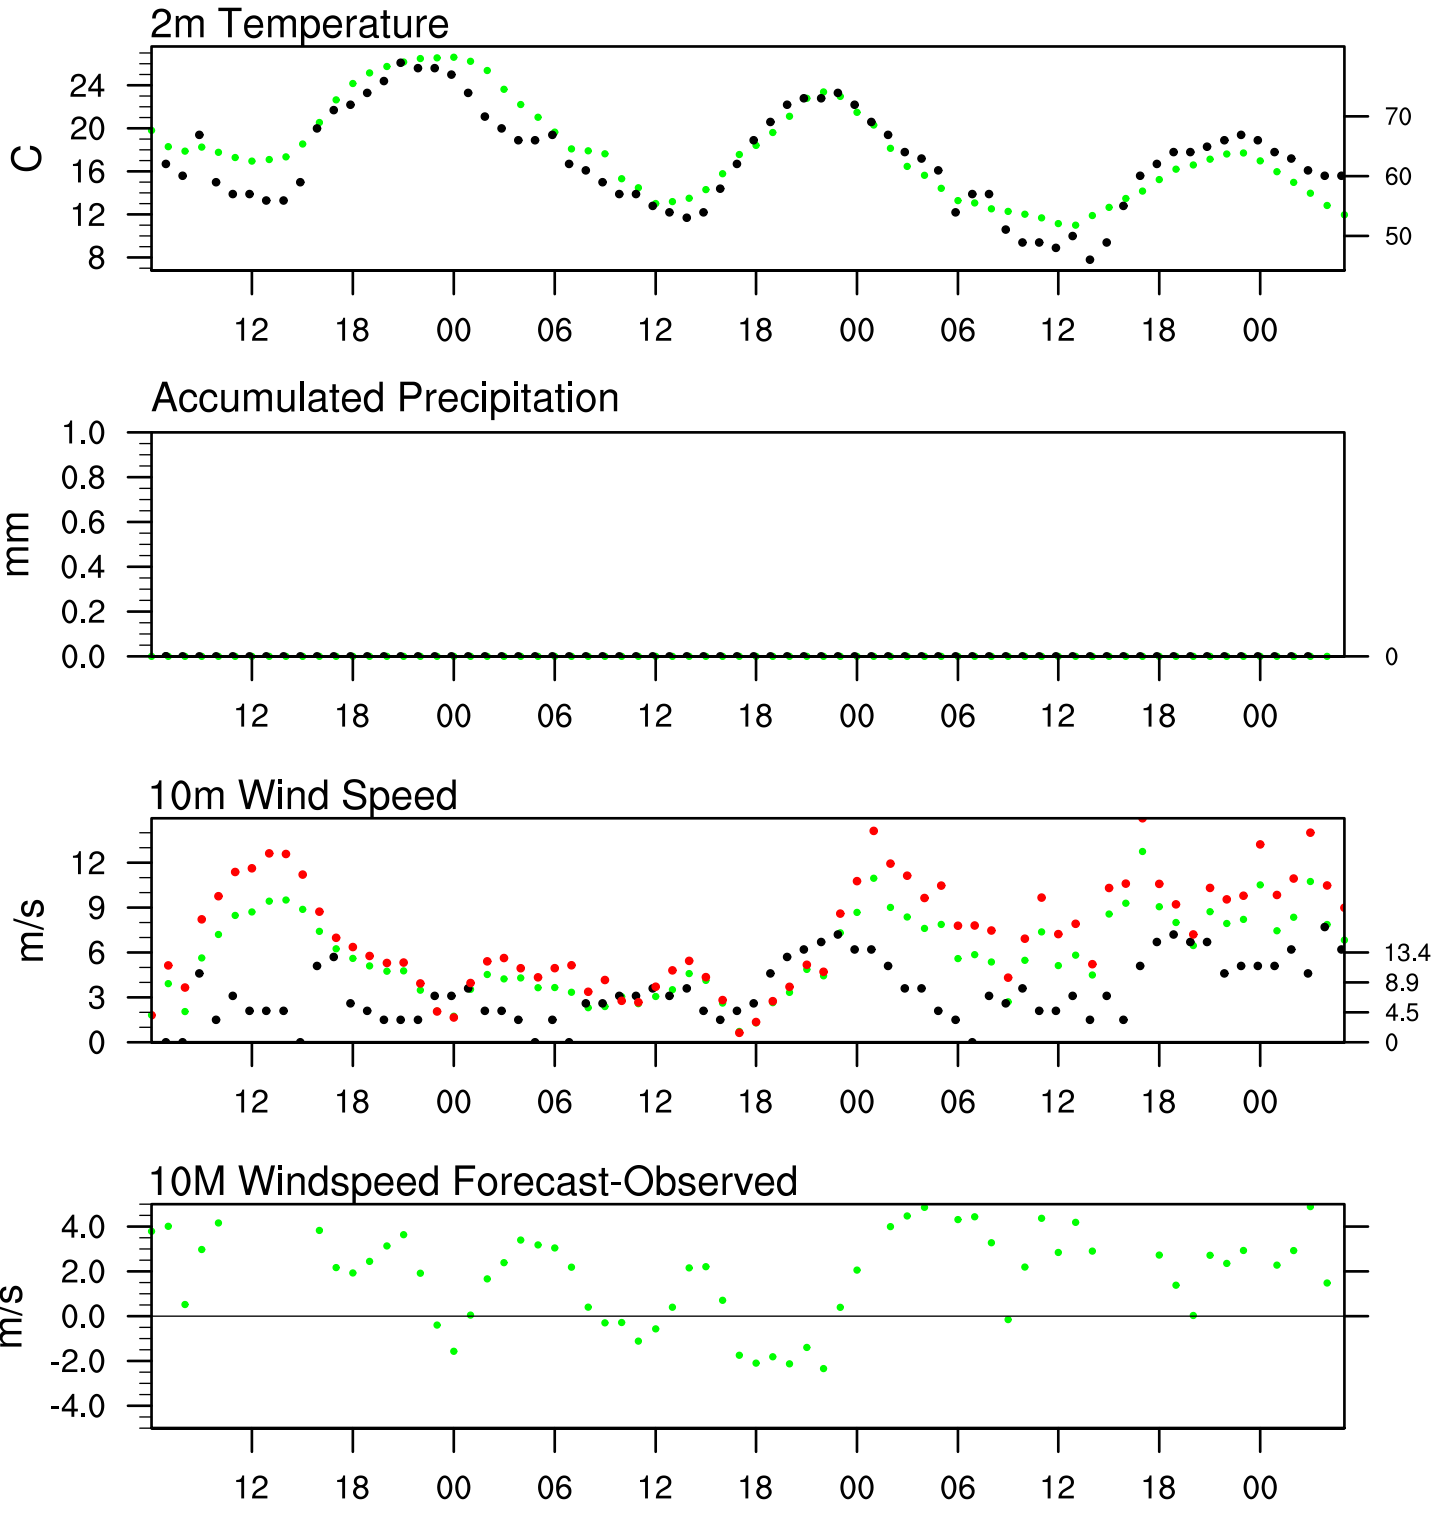 2m Temperature
C
24
20
16
12
8
70
60
50
12 18 00 06 12 18 00 06 12 18 00
Accumulated Precipitation
mm
1.0
0.8
0.6
0.4
0.2
0.0
0
12 18 00 06 12 18 00 06 12 18 00
10m Wind Speed
m/s
12
9
6
3
0
13.4
8.9
4.5
0
12 18 00 06 12 18 00 06 12 18 00
10M Windspeed Forecast-Observed
m/s
4.0
2.0
0.0
-2.0
-4.0
12 18 00 06 12 18 00 06 12 18 00